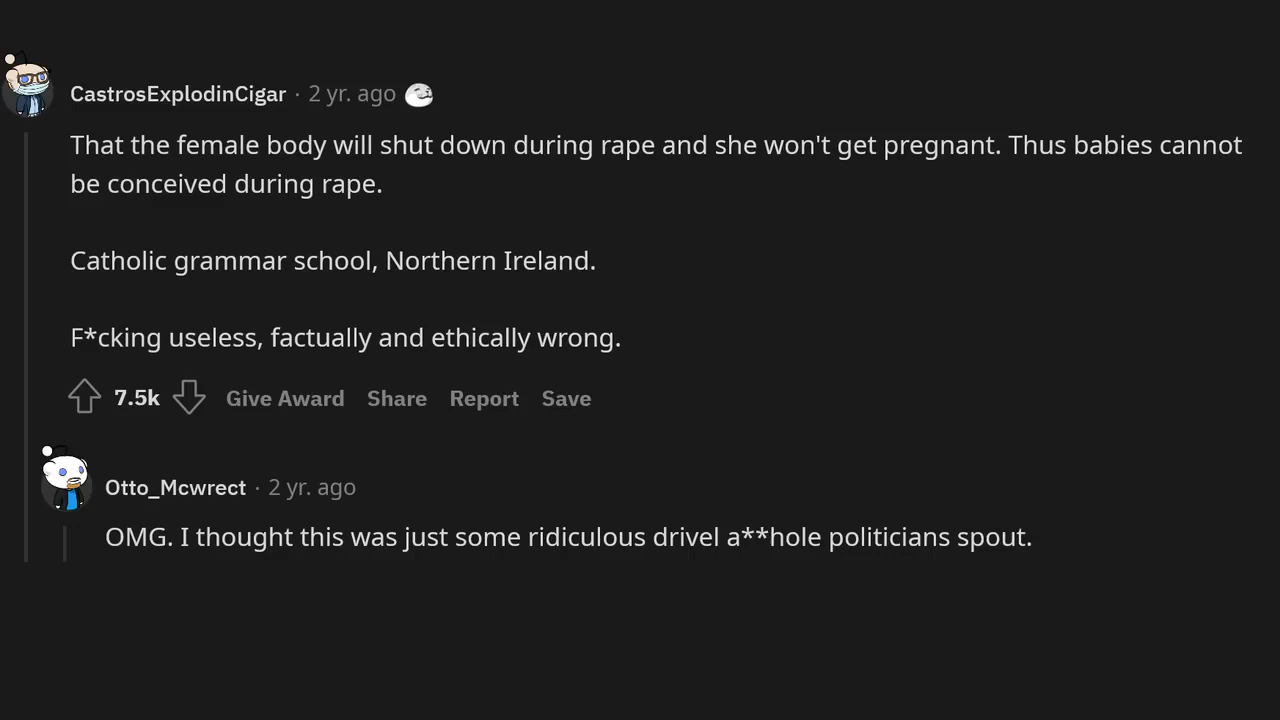 CastrosExplodinCigar · 2 yr. ago
That the female body will shut down during rape and she won't get pregnant. Thus babies cannot
be conceived during rape.
Catholic grammar school, Northern Ireland.
F*cking useless, factually and ethically wrong.
7.5k Give Award Share Report Save
Otto_Mcwrect · 2 yr. ago
OMG. I thought this was just some ridiculous drivel a**hole politicians spout.